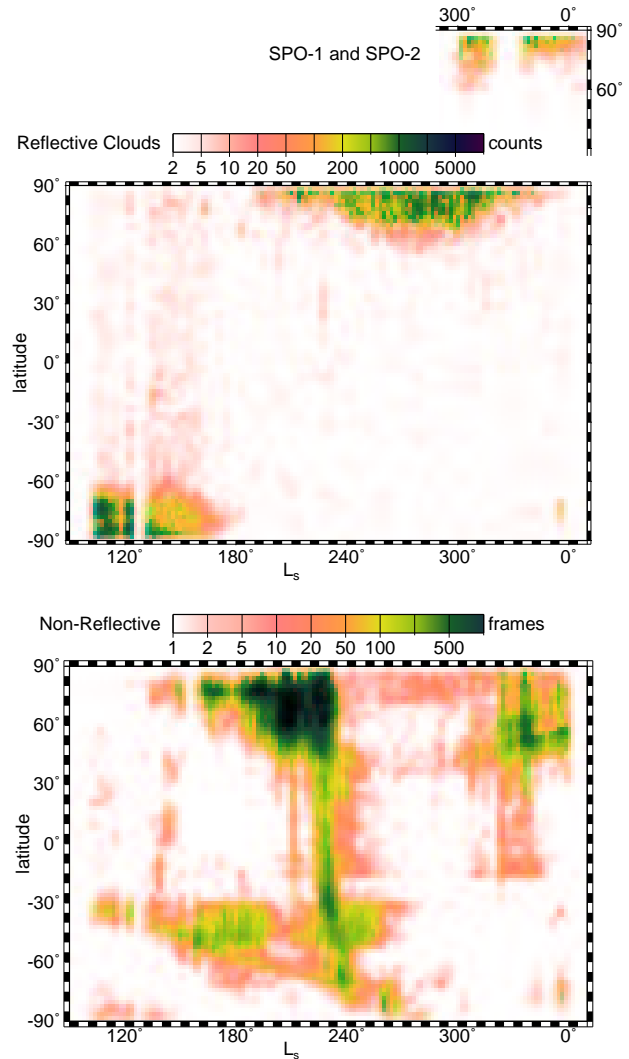 300° 0°
90°
SPO-1 and SPO-2
60°
Reflective Clouds counts
2 5 10 20 50 200 1000 5000
90°
60°
30°
0°
-30°
-60°
-90°
latitude
120° 180° 240° 300° 0°
Ls
Non-Reflective frames
1 2 5 10 20 50 100 500
90°
60°
30°
0°
-30°
-60°
-90°
latitude
120° 180° 240° 300° 0°
Ls